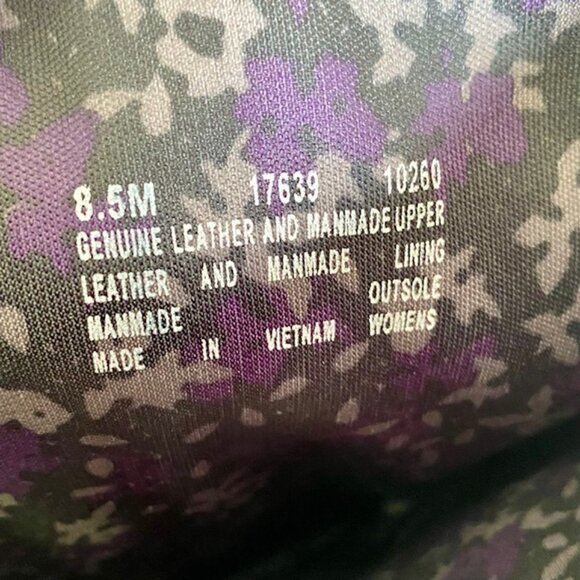 8.5M 17639 10260
GENUINE LEATHER AND MANMADE UPPER
LEATHER AND MANMADE LINING
MANMADE OUTSOLE
MADE IN VIETNAM WOMENS